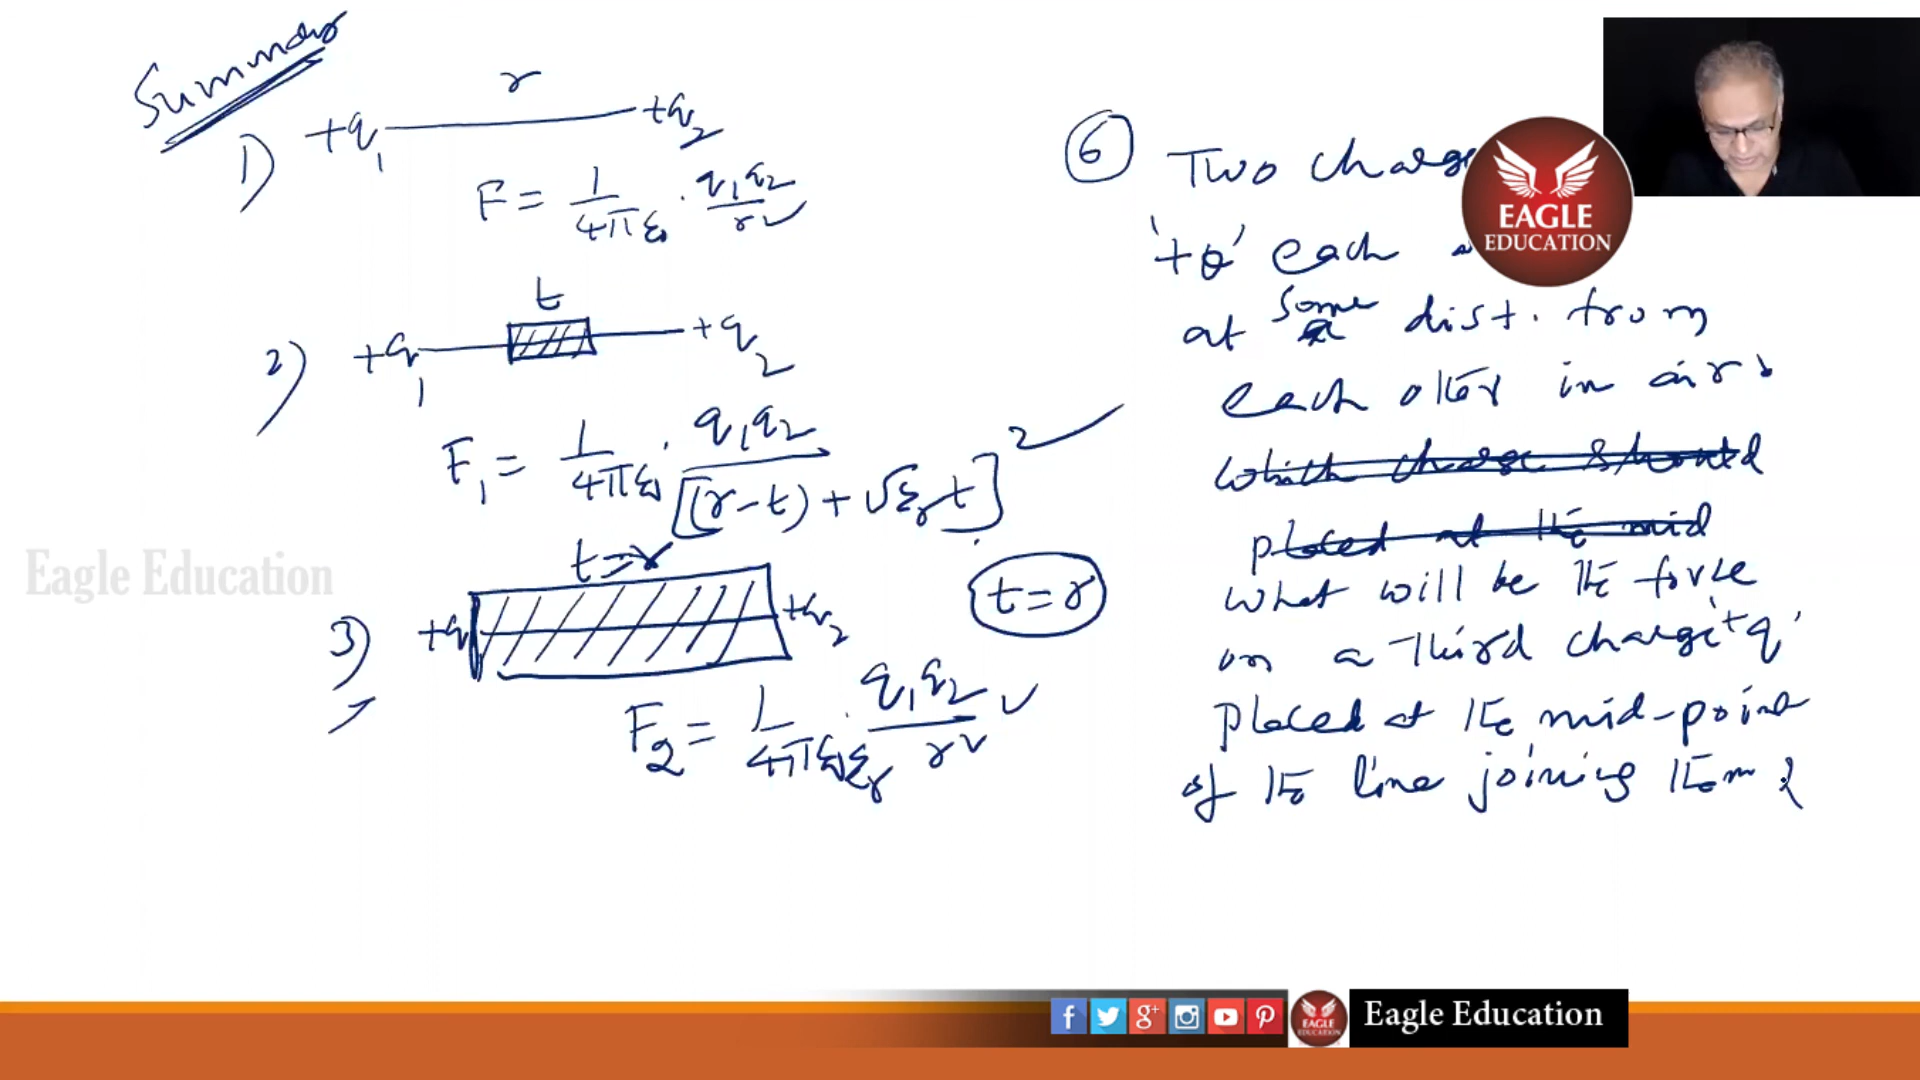 Summary
1) +q₁ r +q₂
F = 1/4πε₀ · q₁q₂/r²
2) +q₁ t +q₂
F₁ = 1/4πε₀ · q₁q₂/[(r-t) + √εᵣ t]²
t=r
3) +q +q₂
t=r
F₂ = 1/4πε₀εᵣ · q₁q₂/r²
6 Two charge
'+Q' each
at some dist. from
each other in air,
which charge should
placed at the mid
what will be the force
on a third charge '+q'
placed at the mid-point
of the line joining them?
EAGLE
EDUCATION
Eagle Education
EAGLE
EDUCATION
Eagle Education